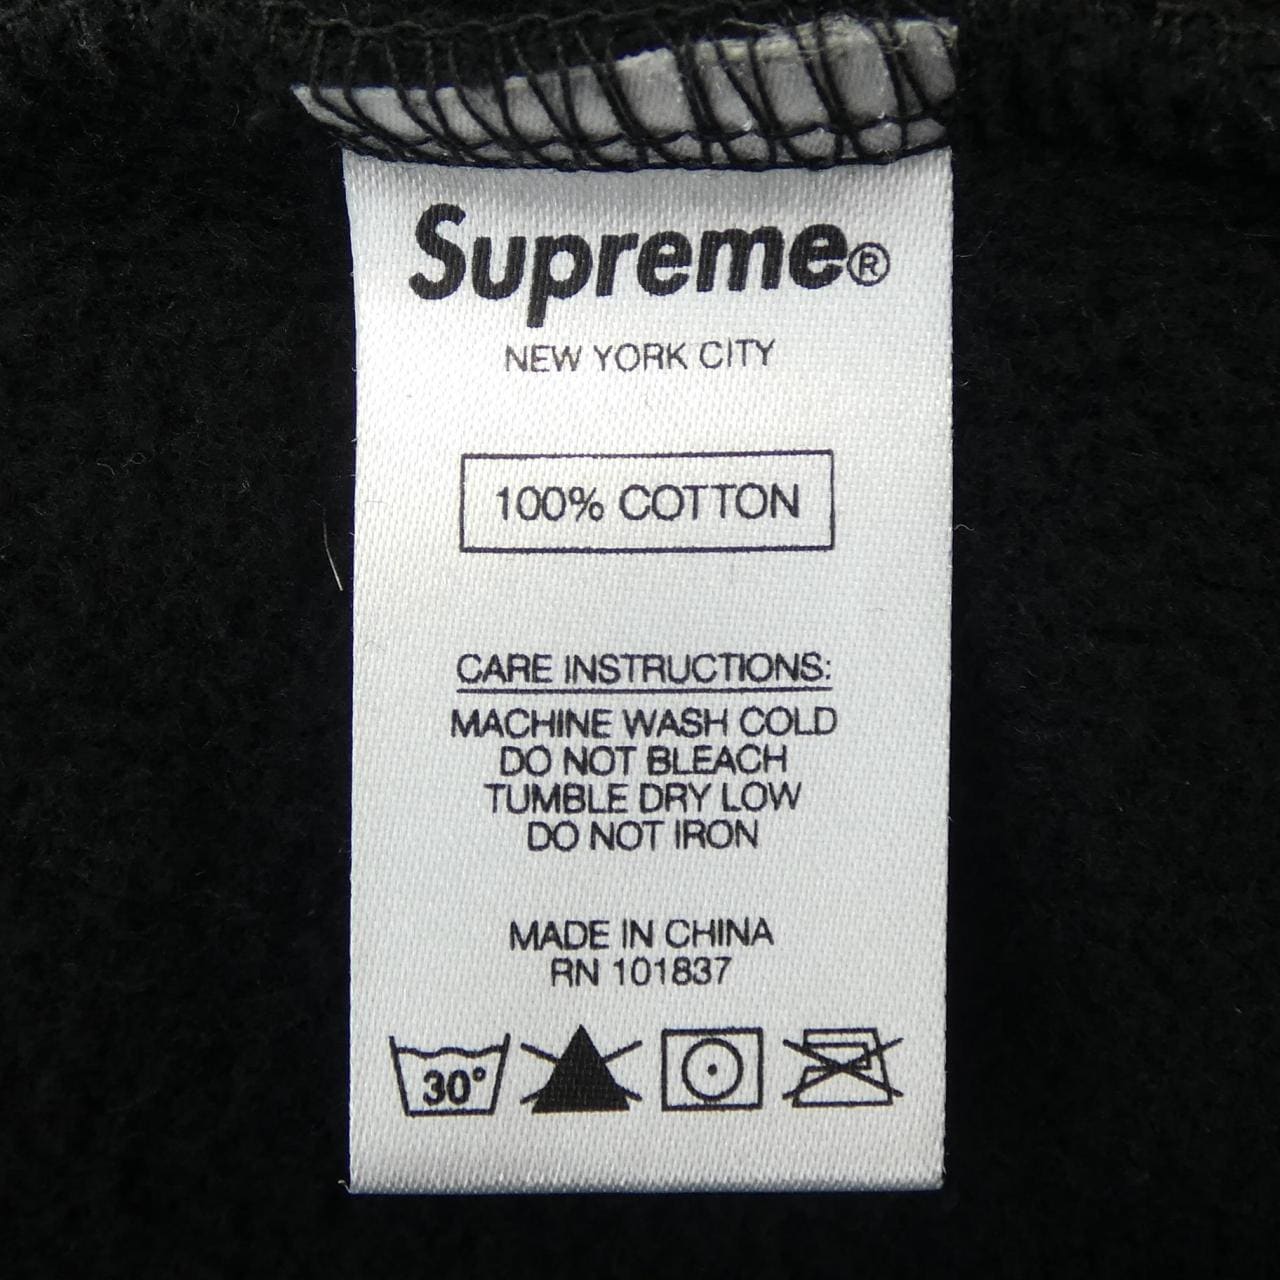 Supreme®
NEW YORK CITY
100% COTTON
CARE INSTRUCTIONS:
MACHINE WASH COLD
DO NOT BLEACH
TUMBLE DRY LOW
DO NOT IRON
MADE IN CHINA
RN 101837
30°